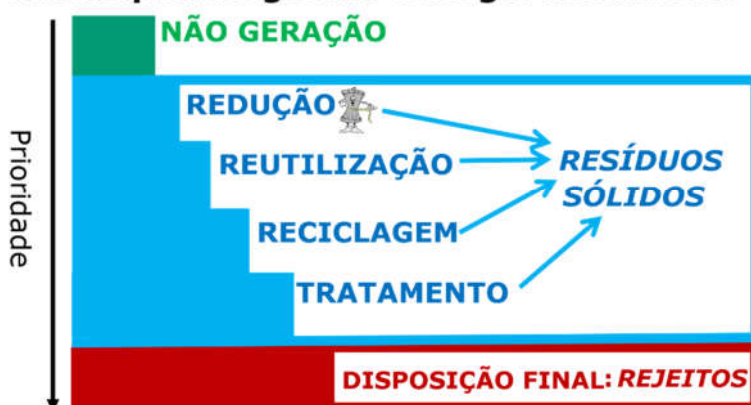 NÃO GERAÇÃO
REDUÇÃO
REUTILIZAÇÃO
RESÍDUOS
SÓLIDOS
RECICLAGEM
TRATAMENTO
DISPOSIÇÃO FINAL: REJEITOS
Prioridade